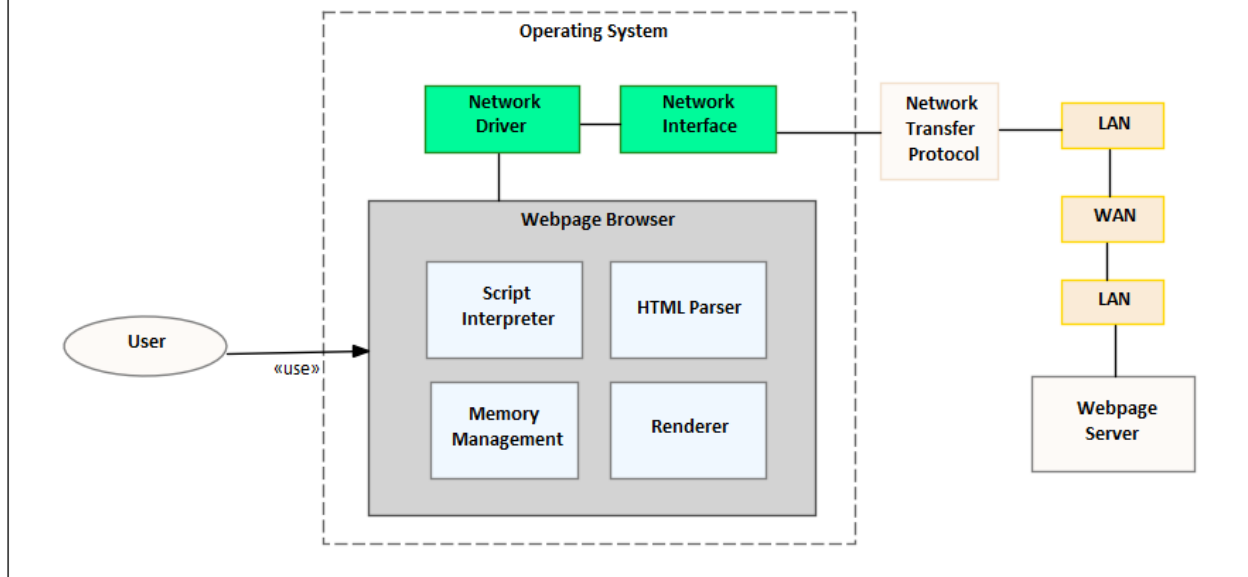 Operating System
Network
Driver
Network
Interface
Network
Transfer
Protocol
LAN
WAN
LAN
Webpage
Server
Webpage Browser
Script
Interpreter
HTML Parser
Memory
Management
Renderer
User
«use»